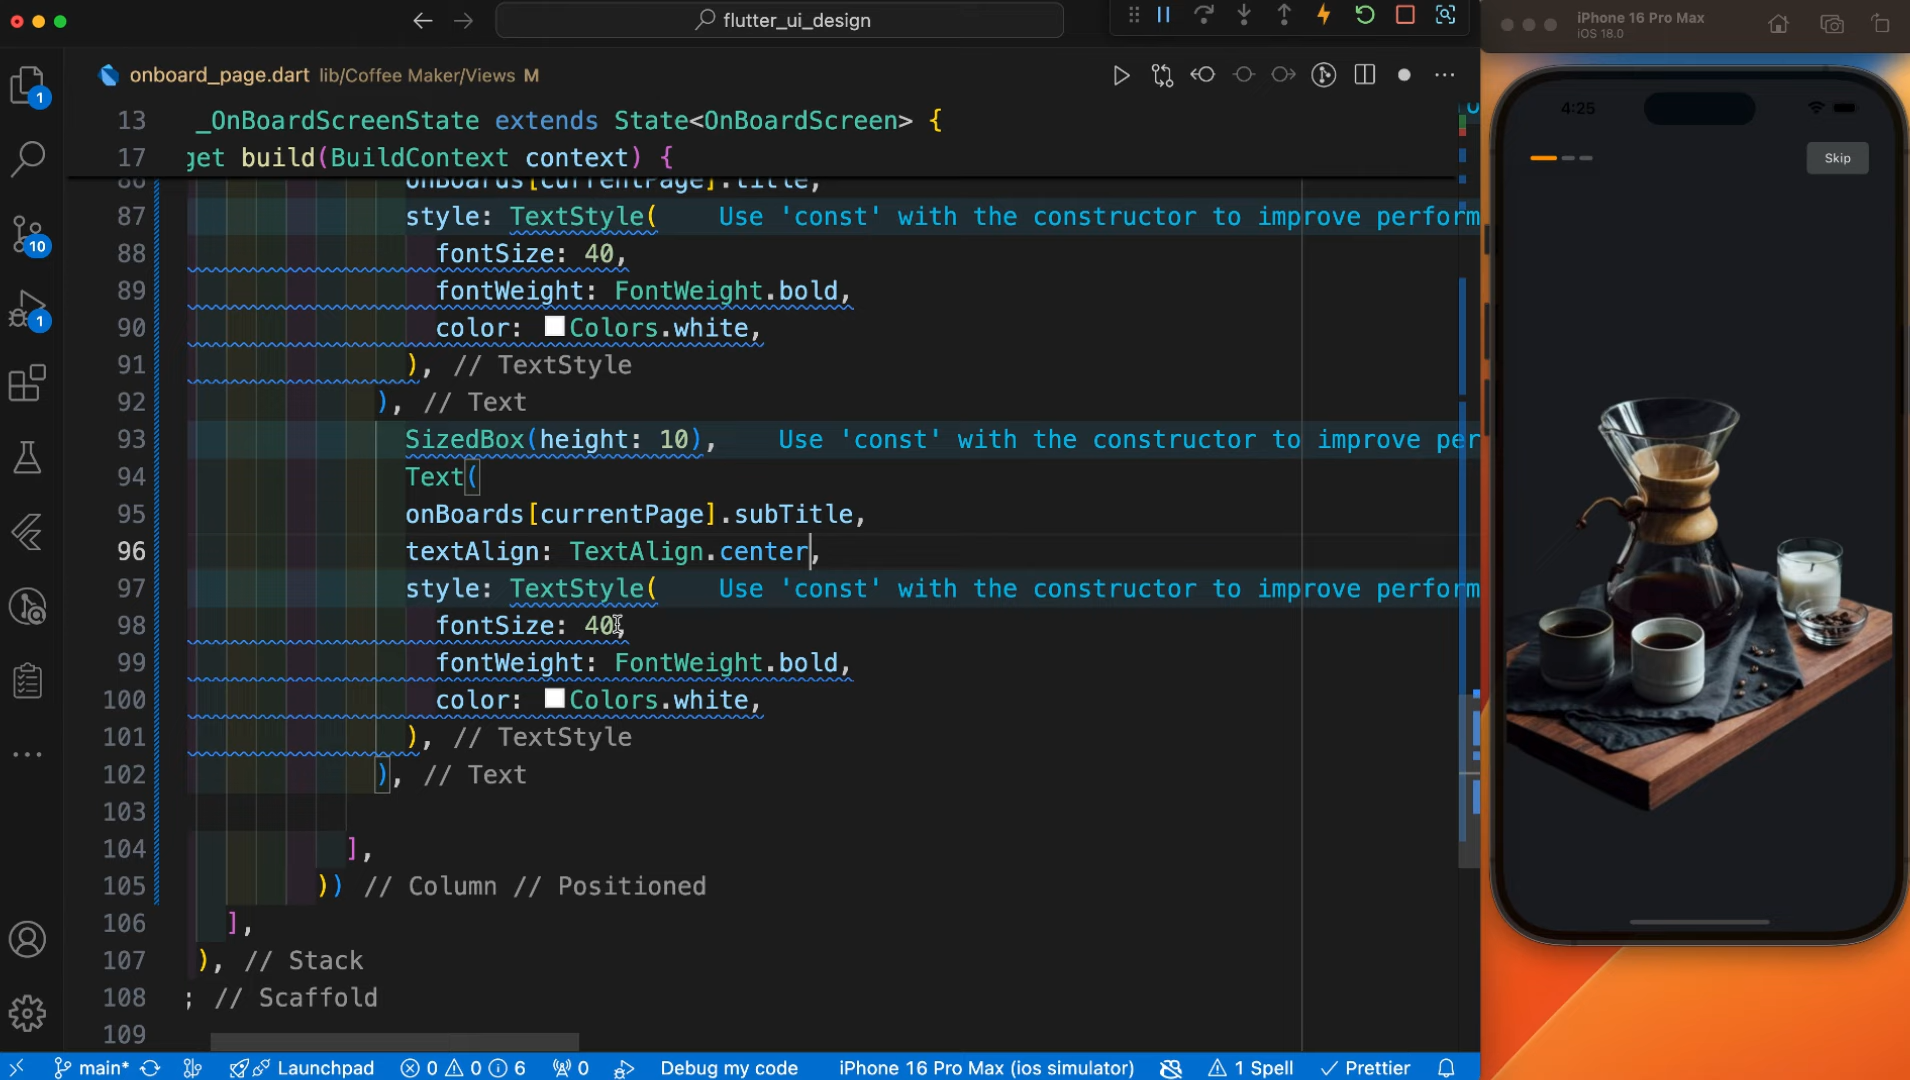 flutter_ui_design
iPhone 16 Pro Max
iOS 18.0
onboard_page.dart lib/Coffee Maker/Views M
13 _OnBoardScreenState extends State<OnBoardScreen> {
17 get build(BuildContext context) {
86 onBoards[currentPage].title,
87 style: TextStyle( Use 'const' with the constructor to improve perform
88 fontSize: 40,
89 fontWeight: FontWeight.bold,
90 color: Colors.white,
91 ), // TextStyle
92 ), // Text
93 SizedBox(height: 10), Use 'const' with the constructor to improve per
94 Text(
95 onBoards[currentPage].subTitle,
96 textAlign: TextAlign.center,
97 style: TextStyle( Use 'const' with the constructor to improve perform
98 fontSize: 40,
99 fontWeight: FontWeight.bold,
100 color: Colors.white,
101 ), // TextStyle
102 ), // Text
103
104 ],
105 )) // Column // Positioned
106 ],
107 ), // Stack
108 ; // Scaffold
109
1
10
1
4:25
Skip
main* Launchpad 0 0 6 0 Debug my code iPhone 16 Pro Max (ios simulator) 1 Spell Prettier